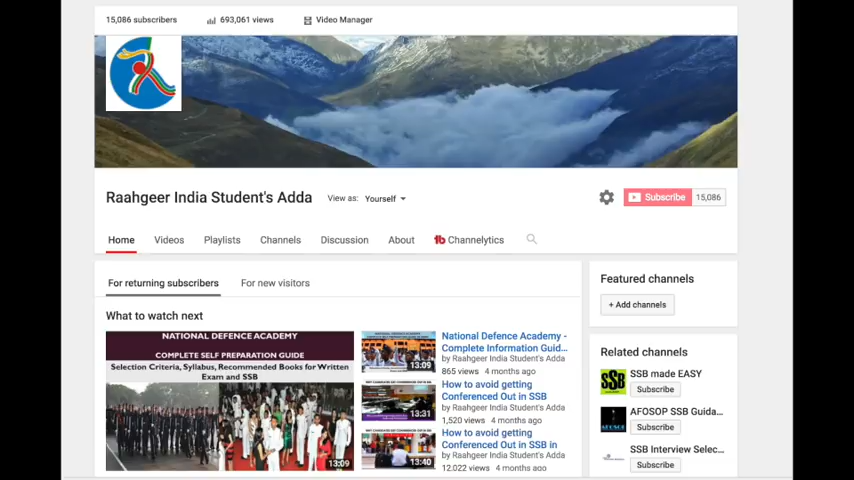 15,086 subscribers
693,061 views
Video Manager
Raahgeer India Student's Adda
View as: Yourself
Subscribe 15,086
Home Videos Playlists Channels Discussion About Channelytics
For returning subscribers For new visitors
What to watch next
NATIONAL DEFENCE ACADEMY
COMPLETE SELF PREPARATION GUIDE
Selection Criteria, Syllabus, Recommended Books for Written
Exam and SSB
13:09
13:09
National Defence Academy -
Complete Information Guid...
by Raahgeer India Student's Adda
865 views 4 months ago
13:31
How to avoid getting
Conferenced Out in SSB
by Raahgeer India Student's Adda
1,520 views 4 months ago
13:40
How to avoid getting
Conferenced Out in SSB in
by Raahgeer India Student's Adda
12,022 views 4 months ago
Featured channels
+ Add channels
Related channels
SSB
SSB made EASY
Subscribe
AFOSOP SSB Guida...
Subscribe
SSB Interview Selec...
Subscribe